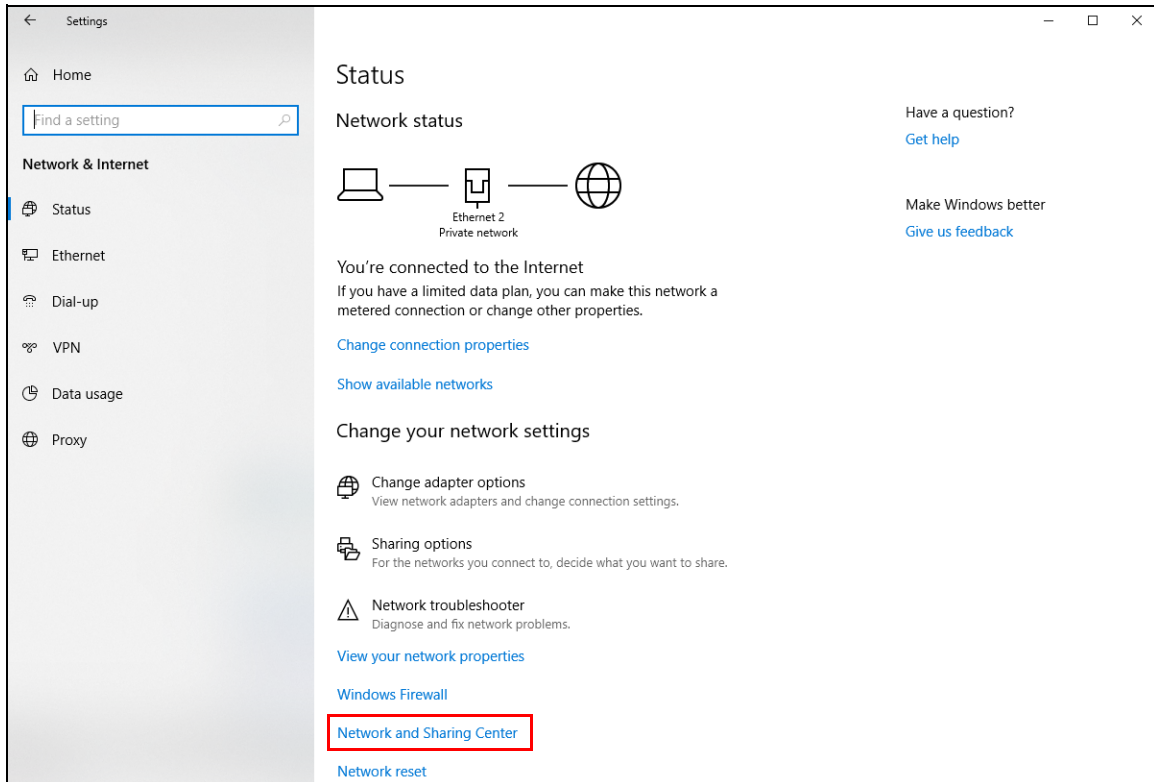 Settings
Home
Find a setting
Network & Internet
Status
Ethernet
Dial-up
VPN
Data usage
Proxy
Status
Network status
Ethernet 2
Private network
You're connected to the Internet
If you have a limited data plan, you can make this network a
metered connection or change other properties.
Change connection properties
Show available networks
Change your network settings
Change adapter options
View network adapters and change connection settings.
Sharing options
For the networks you connect to, decide what you want to share.
Network troubleshooter
Diagnose and fix network problems.
View your network properties
Windows Firewall
Network and Sharing Center
Network reset
Have a question?
Get help
Make Windows better
Give us feedback